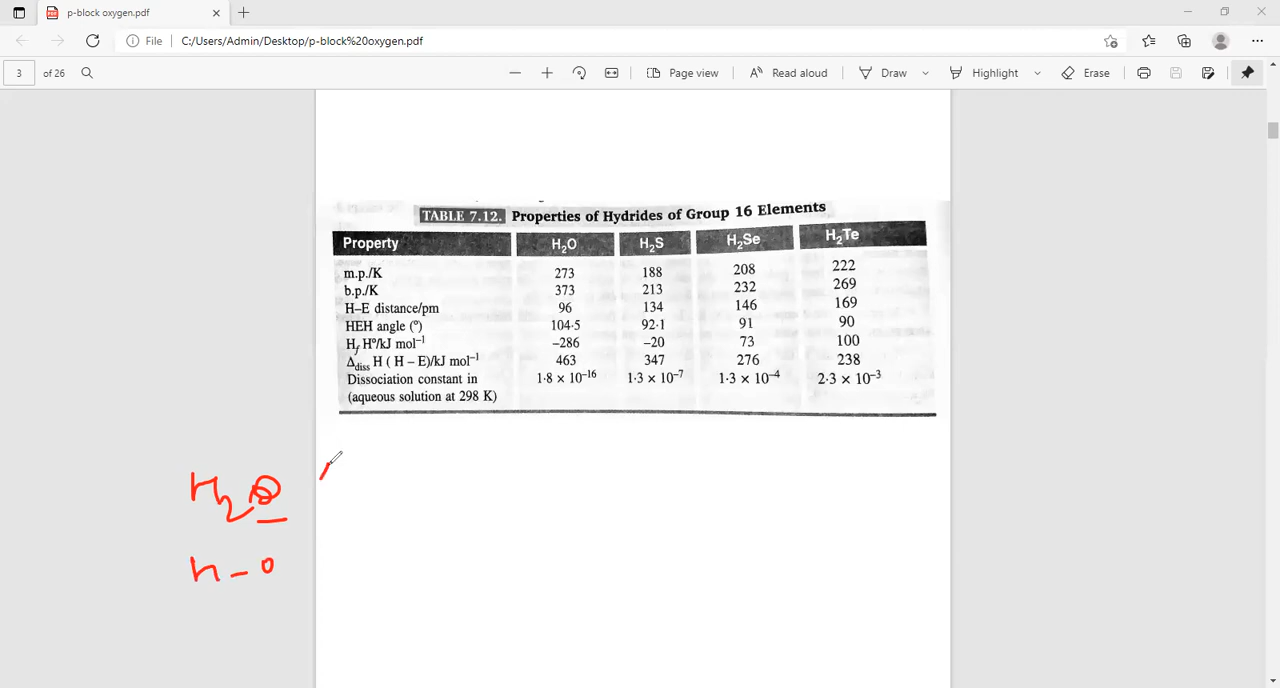 p-block oxygen.pdf
File C:/Users/Admin/Desktop/p-block%20oxygen.pdf
3 of 26 Page view Read aloud Draw Highlight Erase
TABLE 7.12. Properties of Hydrides of Group 16 Elements
Property H₂O H₂S H₂Se H₂Te
m.p./K 273 188 208 222
b.p./K 373 213 232 269
H–E distance/pm 96 134 146 169
HEH angle (°) 104·5 92·1 91 90
H𝒻 H°/kJ mol⁻¹ –286 –20 73 100
Δdiss H ( H – E)/kJ mol⁻¹ 463 347 276 238
Dissociation constant in 1·8 × 10⁻¹⁶ 1·3 × 10⁻⁷ 1·3 × 10⁻⁴ 2·3 × 10⁻³
(aqueous solution at 298 K)
H₂O
H – O